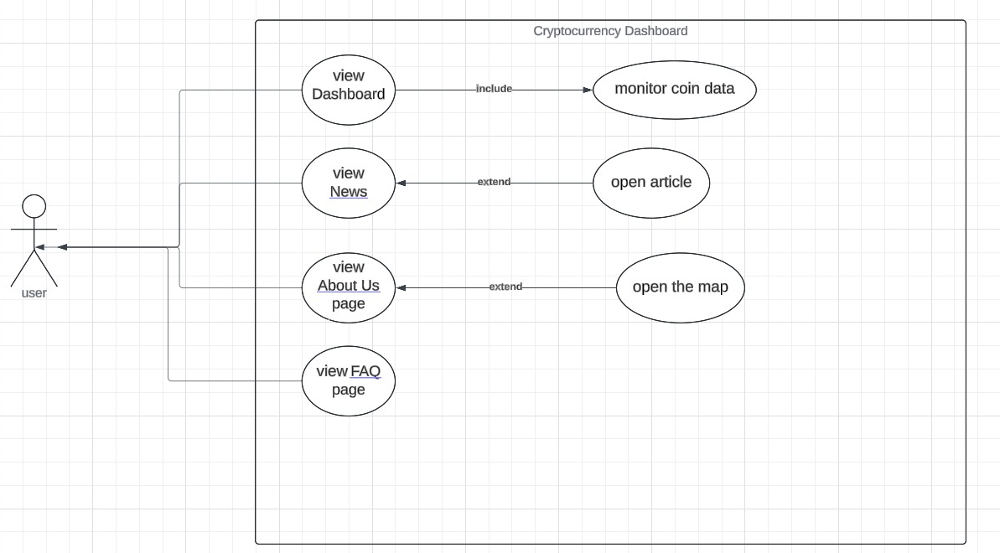 Cryptocurrency Dashboard
view
Dashboard
include
monitor coin data
view
News
extend
open article
user
view
About Us
page
extend
open the map
view FAQ
page